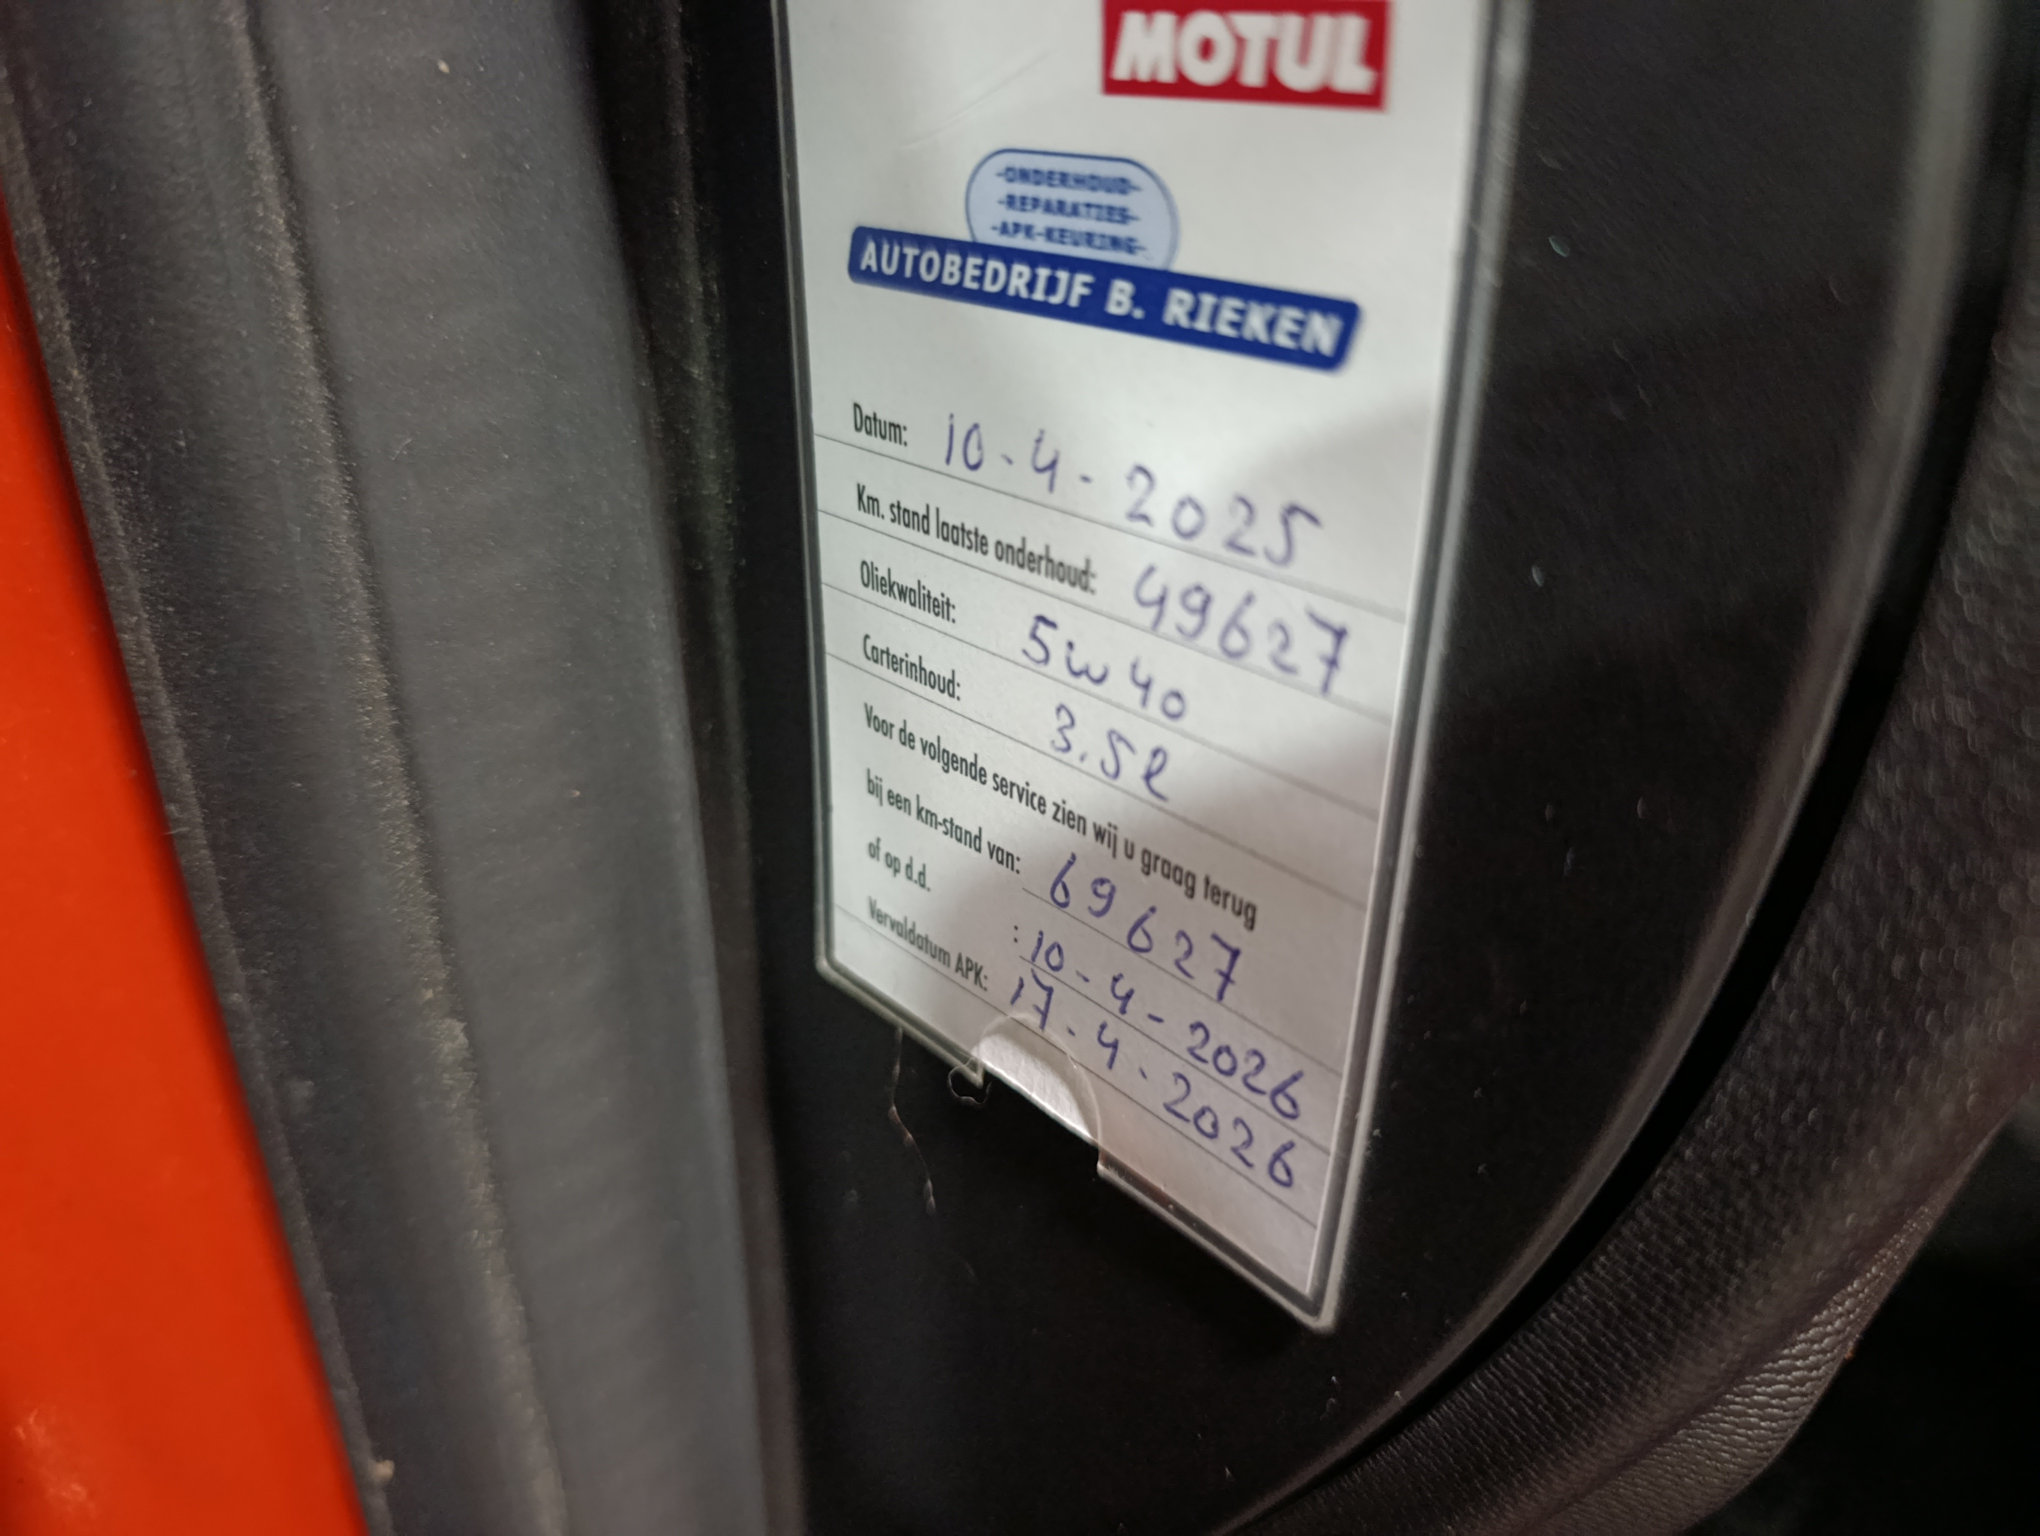 MOTUL
-ONDERHOUD-
-REPARATIES-
-APK-KEURING-
AUTOBEDRIJF B. RIEKEN
Datum: 10-4-2025
Km. stand laatste onderhoud: 49627
Oliekwaliteit: 5w40
Carterinhoud: 3.5l
Voor de volgende service zien wij u graag terug
bij een km-stand van: 69627
of op d.d. : 10-4-2026
Vervaldatum APK: 17-4-2026